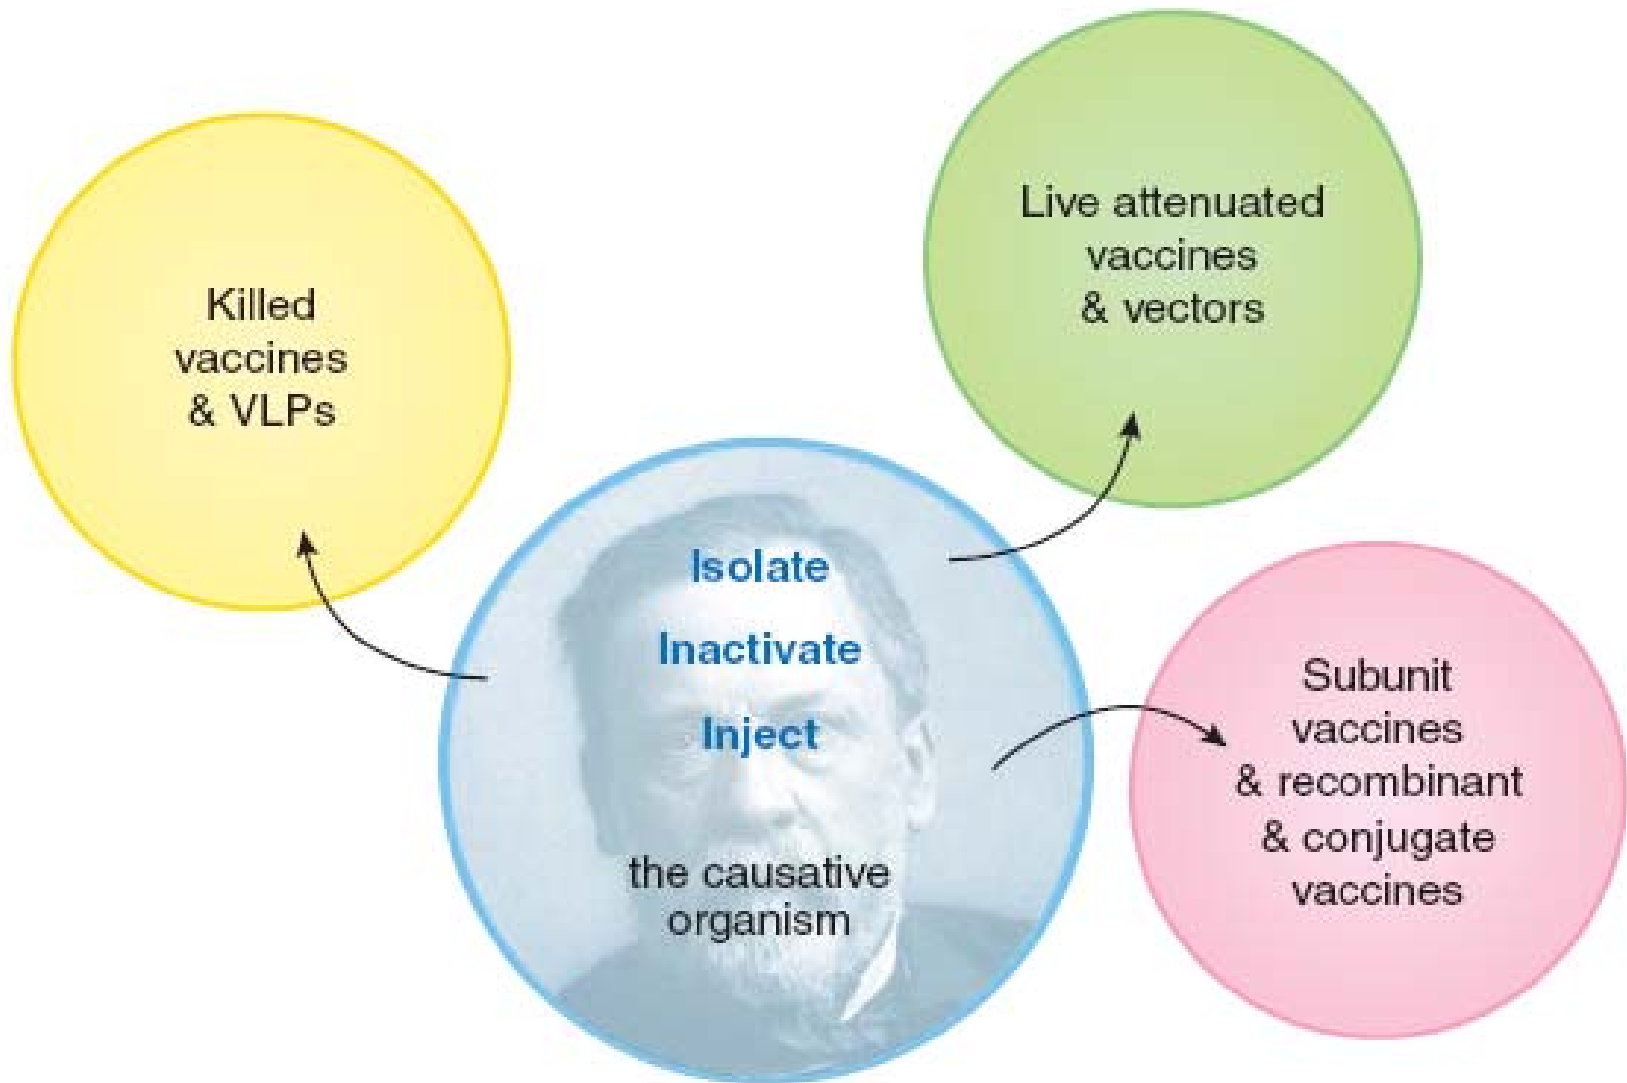 Killed
vaccines
& VLPs
Live attenuated
vaccines
& vectors
Isolate
Inactivate
Inject
the causative
organism
Subunit
vaccines
& recombinant
& conjugate
vaccines